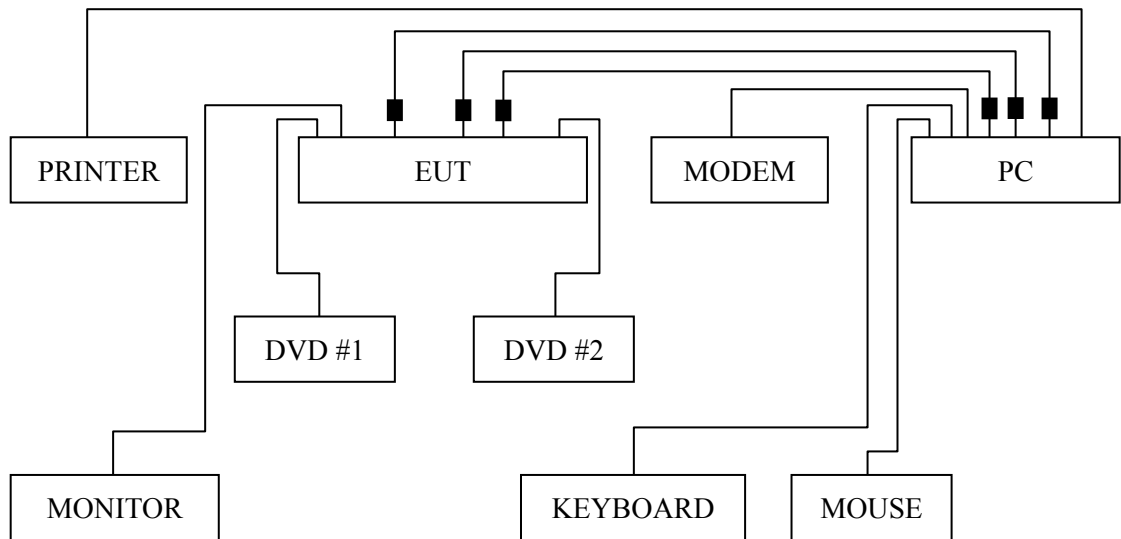 PRINTER
EUT
MODEM
PC
DVD #1
DVD #2
MONITOR
KEYBOARD
MOUSE